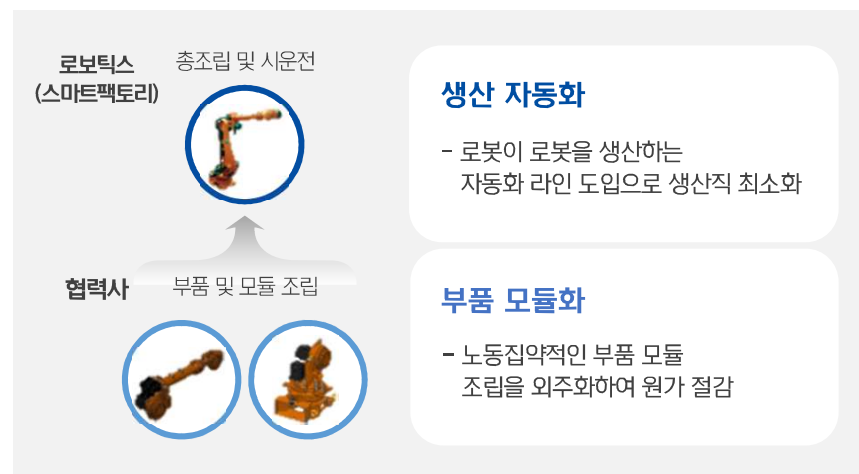 로보틱스
(스마트팩토리)
총조립 및 시운전
생산 자동화
- 로봇이 로봇을 생산하는
자동화 라인 도입으로 생산직 최소화
협력사
부품 및 모듈 조립
부품 모듈화
- 노동집약적인 부품 모듈
조립을 외주화하여 원가 절감